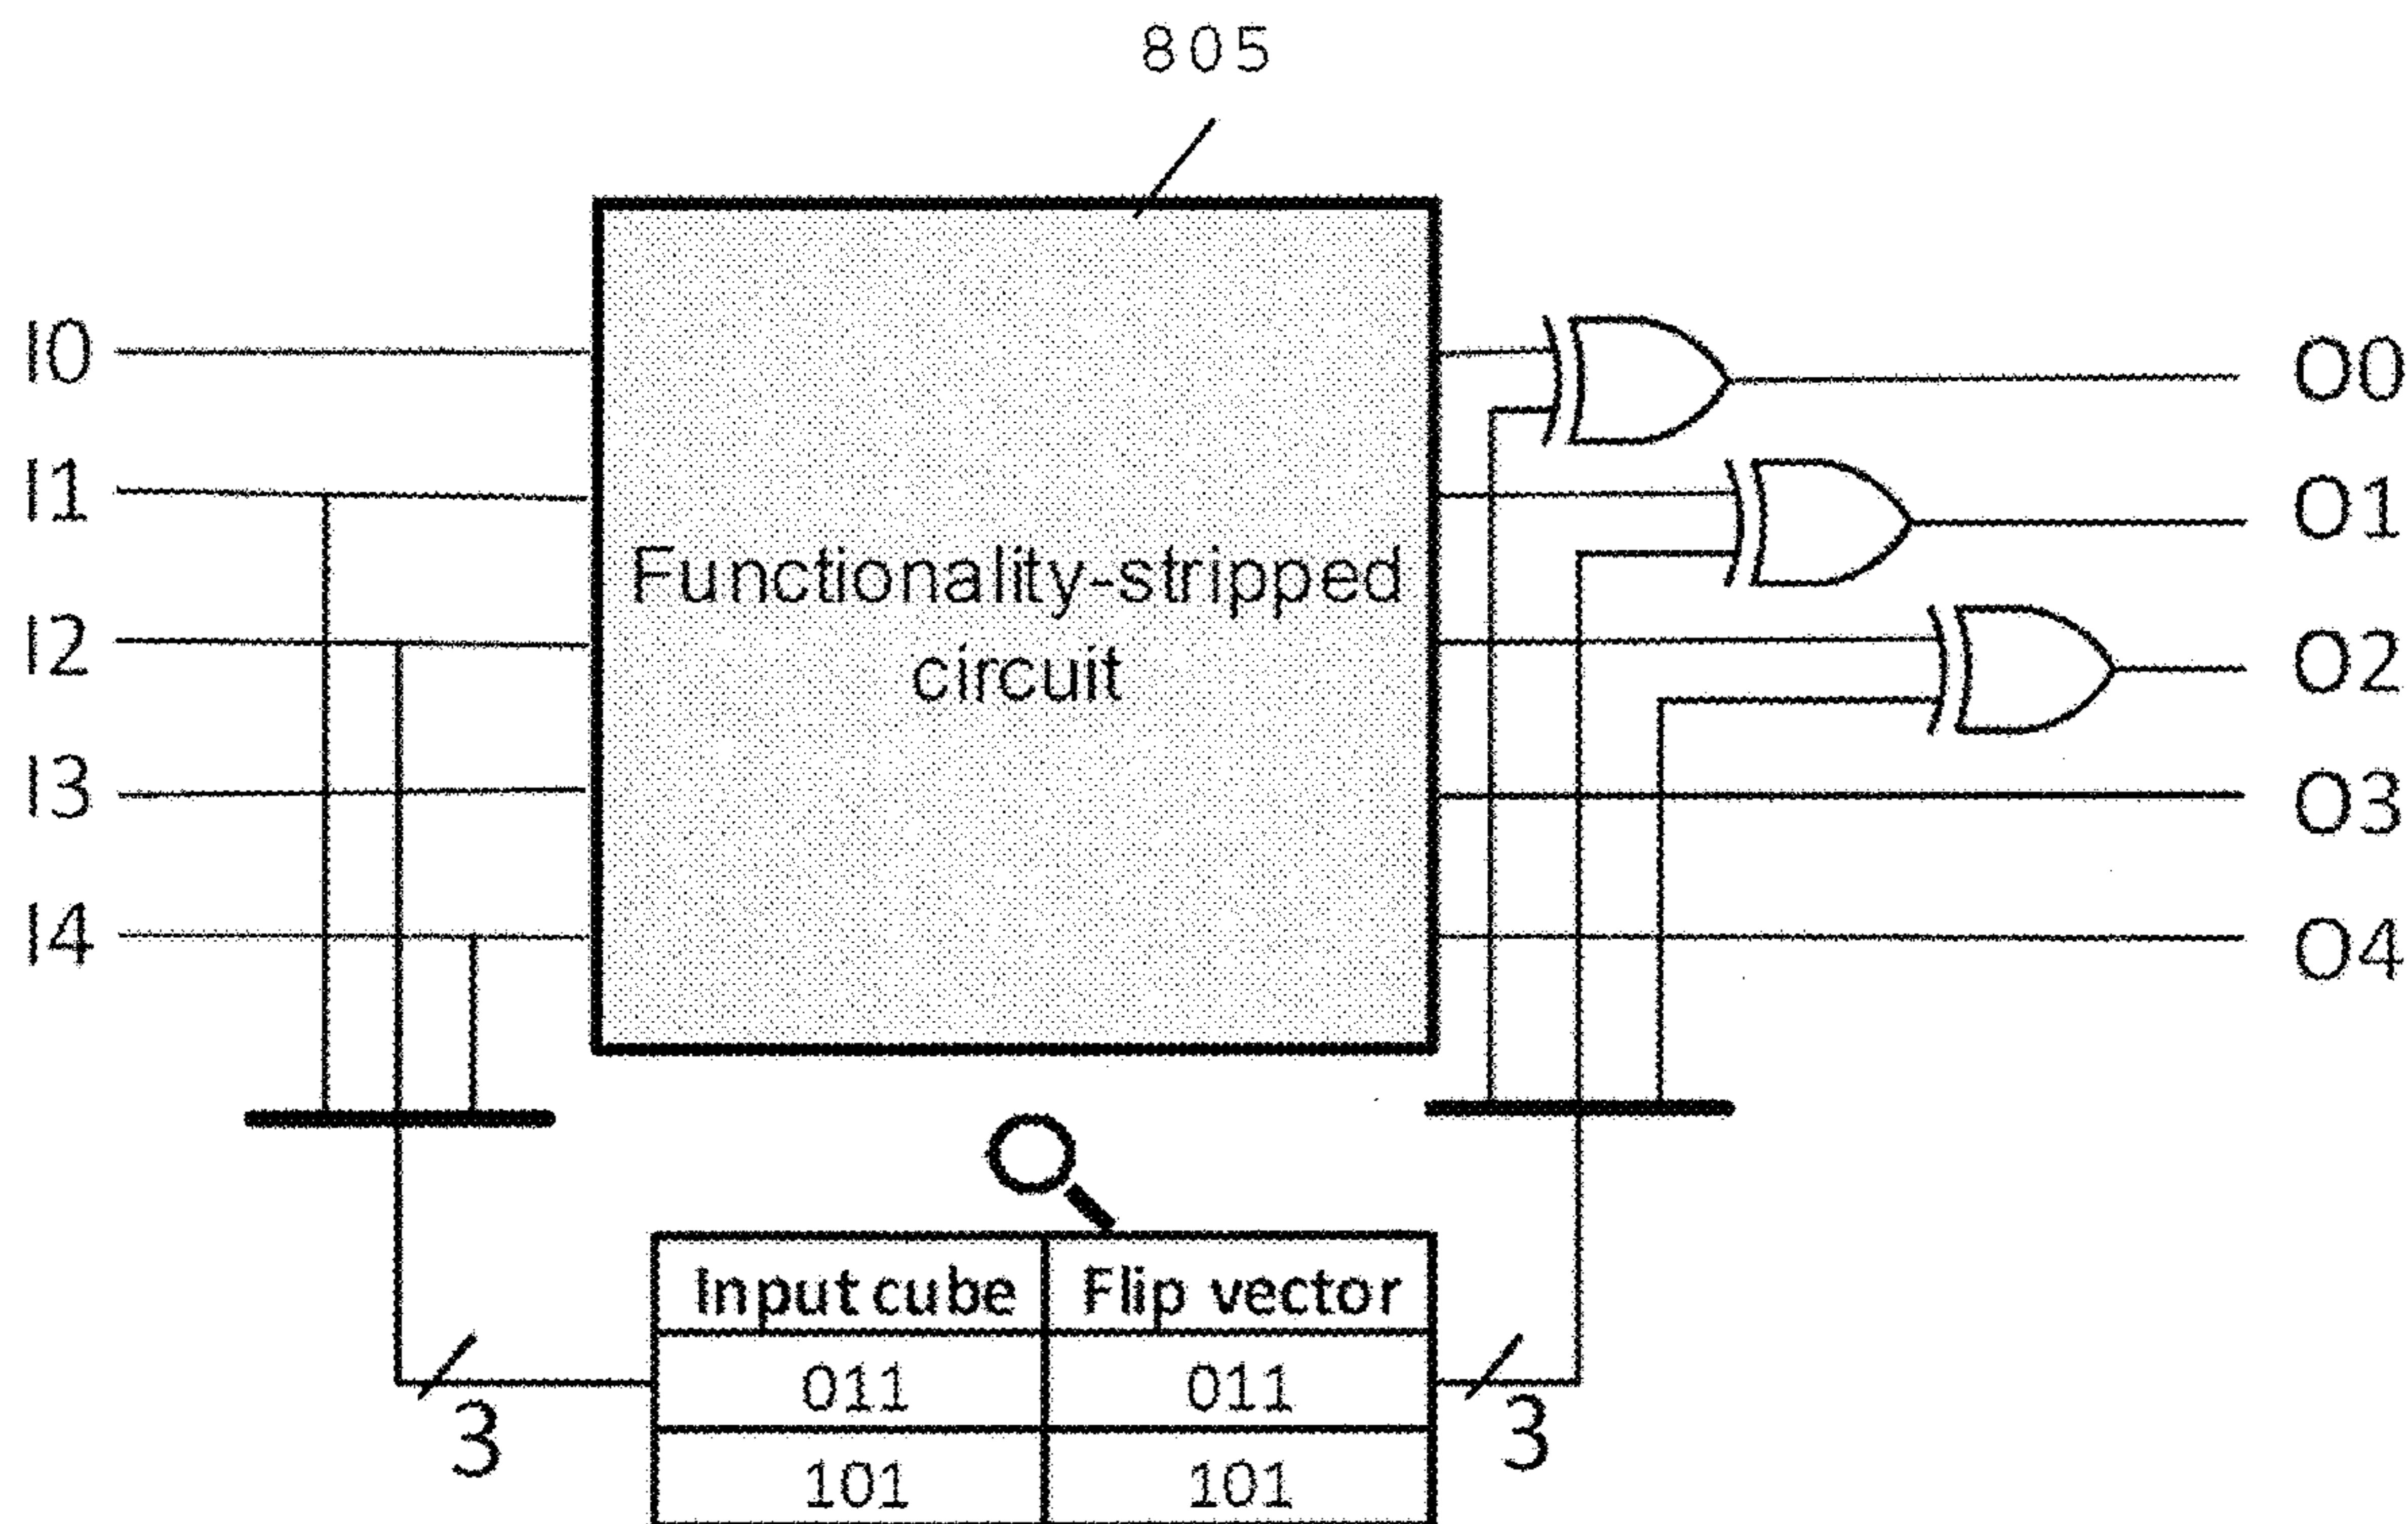 805
I0
I1
I2
I3
I4
Functionality-stripped
circuit
O0
O1
O2
O3
O4
3
Input cube Flip vector
011 011
101 101
3